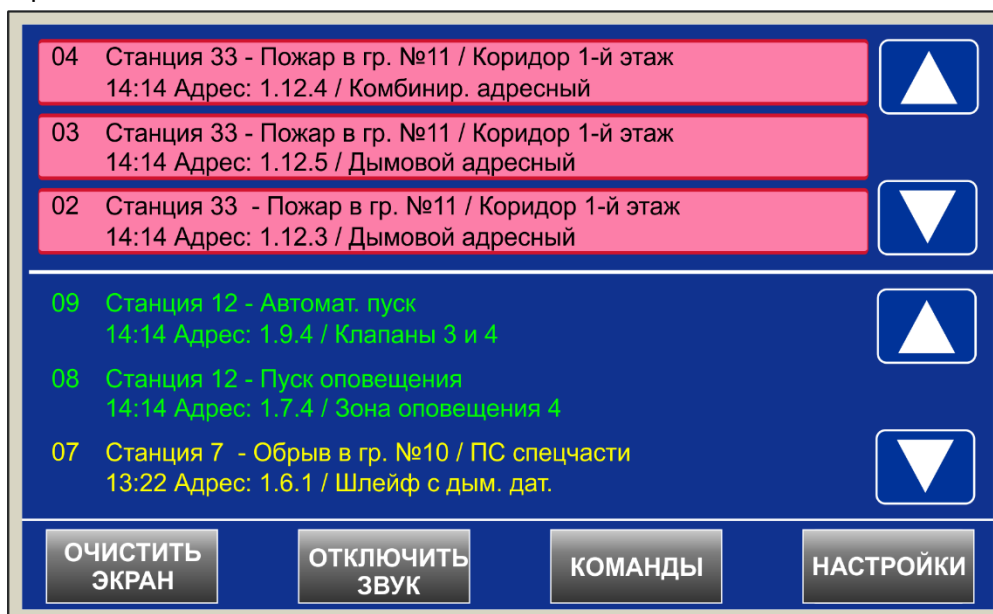 04 Станция 33 - Пожар в гр. №11 / Коридор 1-й этаж
14:14 Адрес: 1.12.4 / Комбинир. адресный
03 Станция 33 - Пожар в гр. №11 / Коридор 1-й этаж
14:14 Адрес: 1.12.5 / Дымовой адресный
02 Станция 33 - Пожар в гр. №11 / Коридор 1-й этаж
14:14 Адрес: 1.12.3 / Дымовой адресный
09 Станция 12 - Автомат. пуск
14:14 Адрес: 1.9.4 / Клапаны 3 и 4
08 Станция 12 - Пуск оповещения
14:14 Адрес: 1.7.4 / Зона оповещения 4
07 Станция 7 - Обрыв в гр. №10 / ПС спецчасти
13:22 Адрес: 1.6.1 / Шлейф с дым. дат.
ОЧИСТИТЬ
ЭКРАН
ОТКЛЮЧИТЬ
ЗВУК
КОМАНДЫ
НАСТРОЙКИ